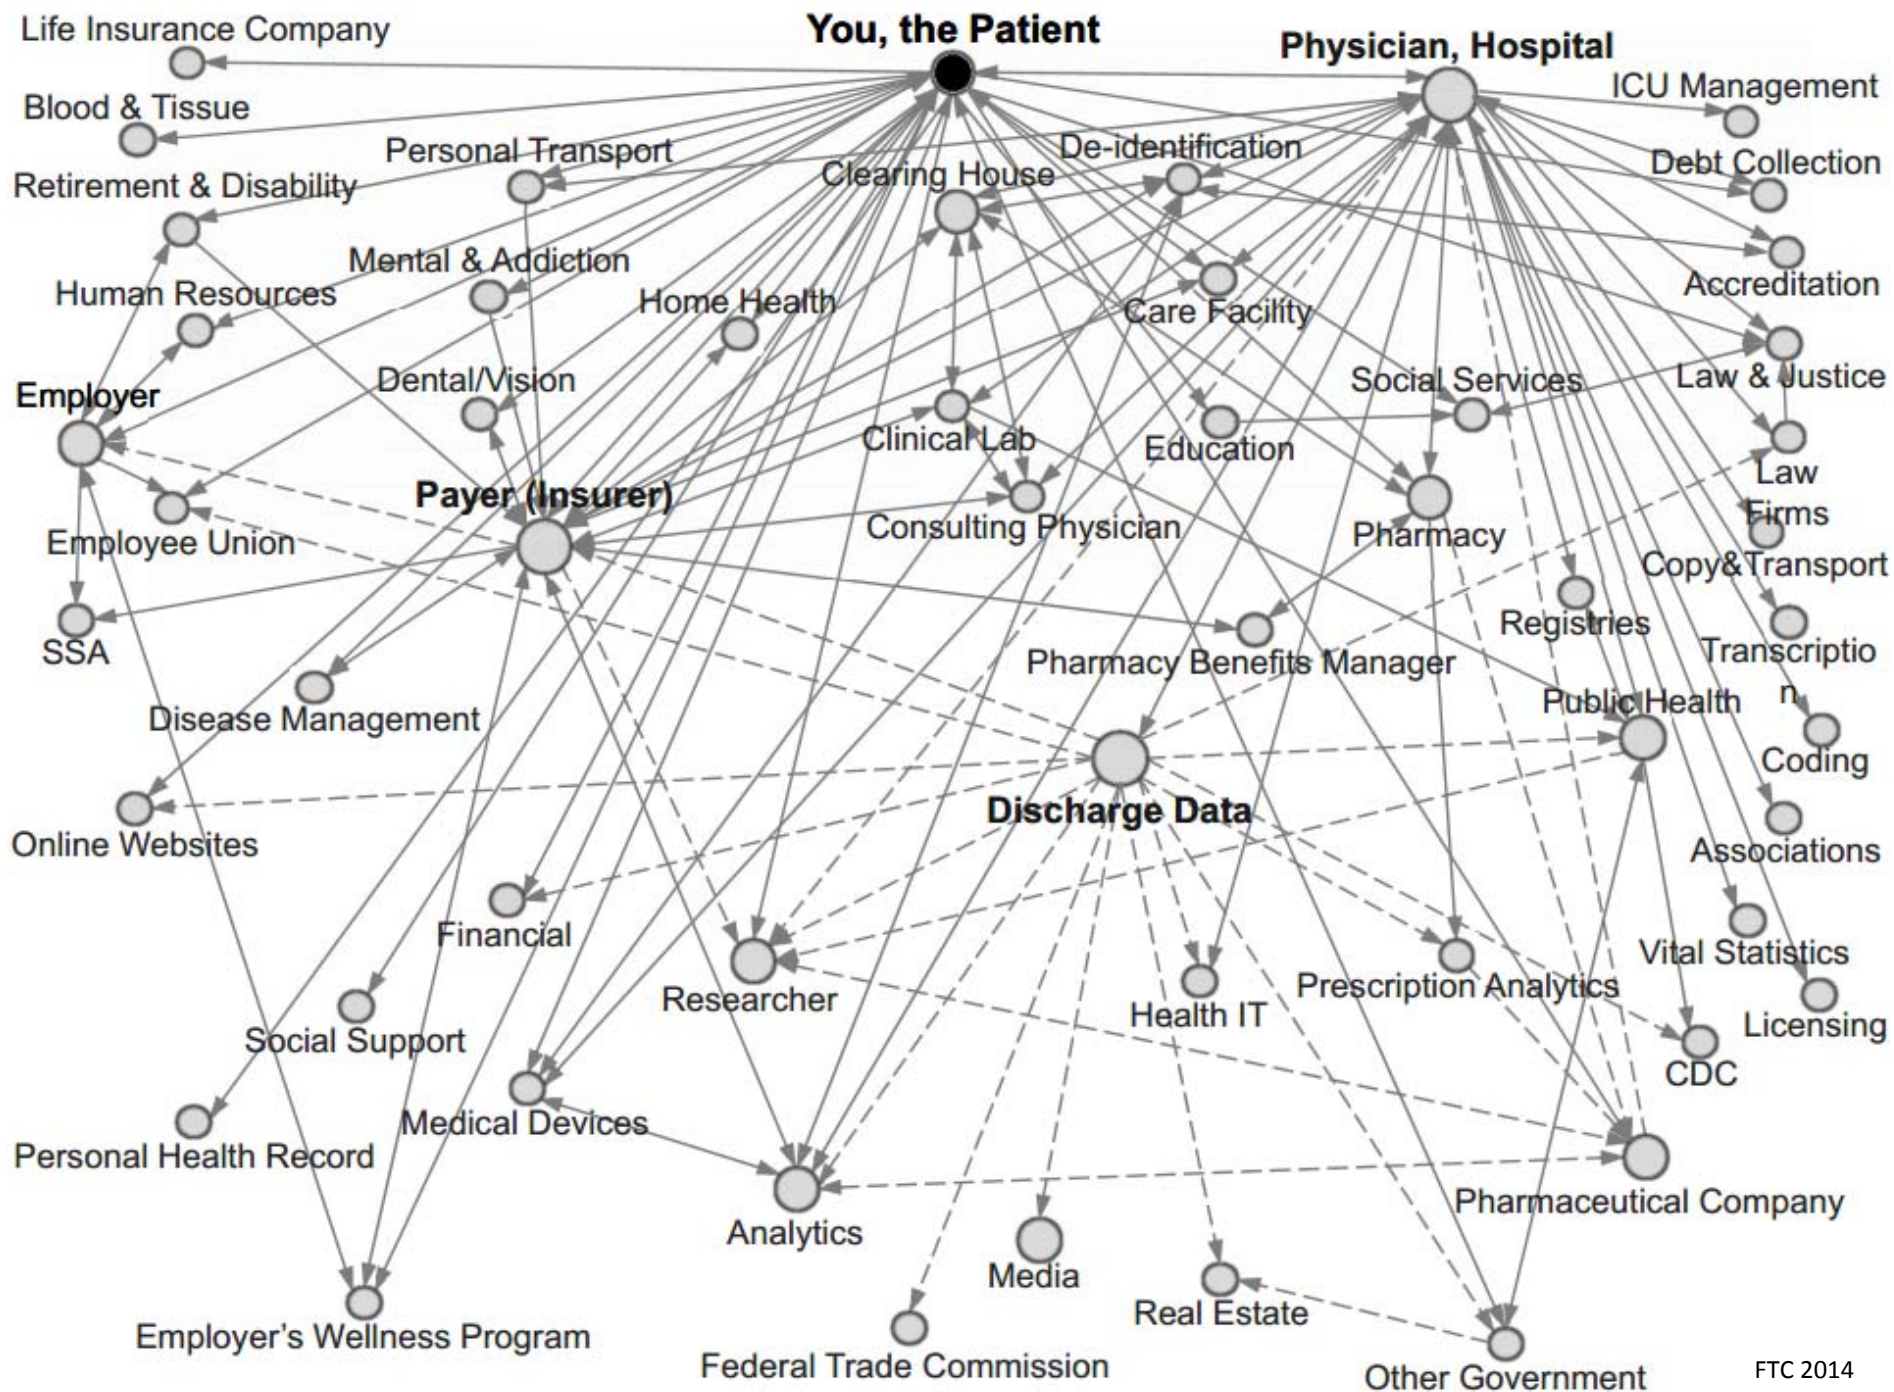 Life Insurance Company
You, the Patient
Physician, Hospital
ICU Management
Blood & Tissue
Personal Transport
De-identification
Debt Collection
Retirement & Disability
Clearing House
Mental & Addiction
Accreditation
Human Resources
Home Health
Care Facility
Employer
Dental/Vision
Social Services
Law & Justice
Clinical Lab
Education
Law
Firms
Payer (Insurer)
Consulting Physician
Pharmacy
Employee Union
Copy&Transport
SSA
Registries
Transcriptio
n
Pharmacy Benefits Manager
Disease Management
Public Health
Coding
Online Websites
Discharge Data
Associations
Financial
Vital Statistics
Researcher
Health IT
Prescription Analytics
Licensing
Social Support
CDC
Personal Health Record
Medical Devices
Analytics
Pharmaceutical Company
Media
Real Estate
Employer's Wellness Program
Federal Trade Commission
Other Government
FTC 2014